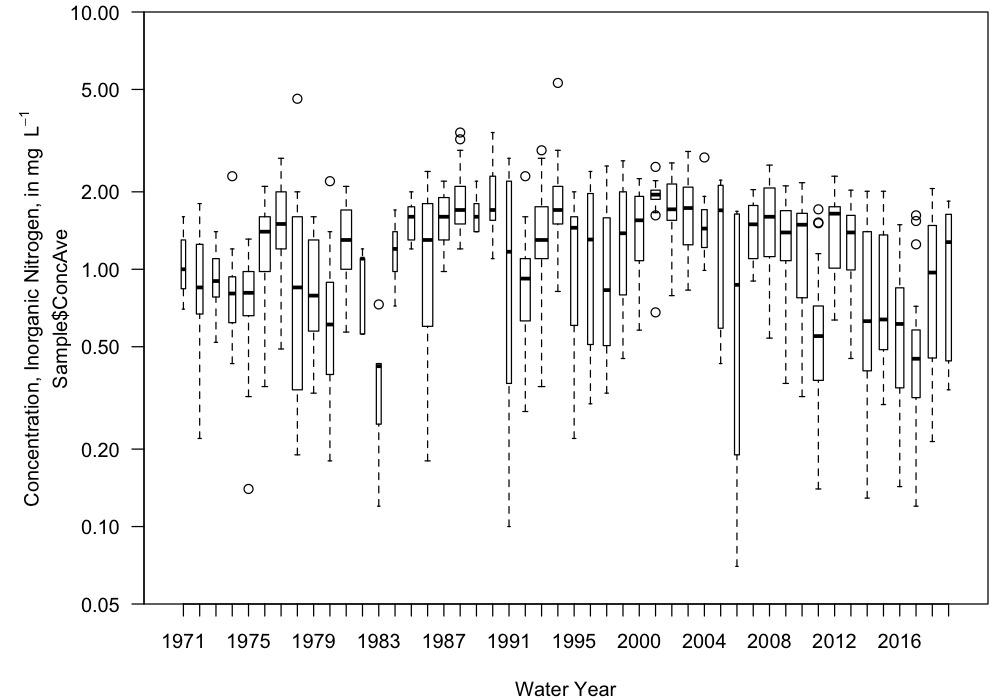 Concentration, Inorganic Nitrogen, in mg L⁻¹
Sample$ConcAve
10.00
5.00
2.00
1.00
0.50
0.20
0.10
0.05
1971 1975 1979 1983 1987 1991 1995 2000 2004 2008 2012 2016
Water Year